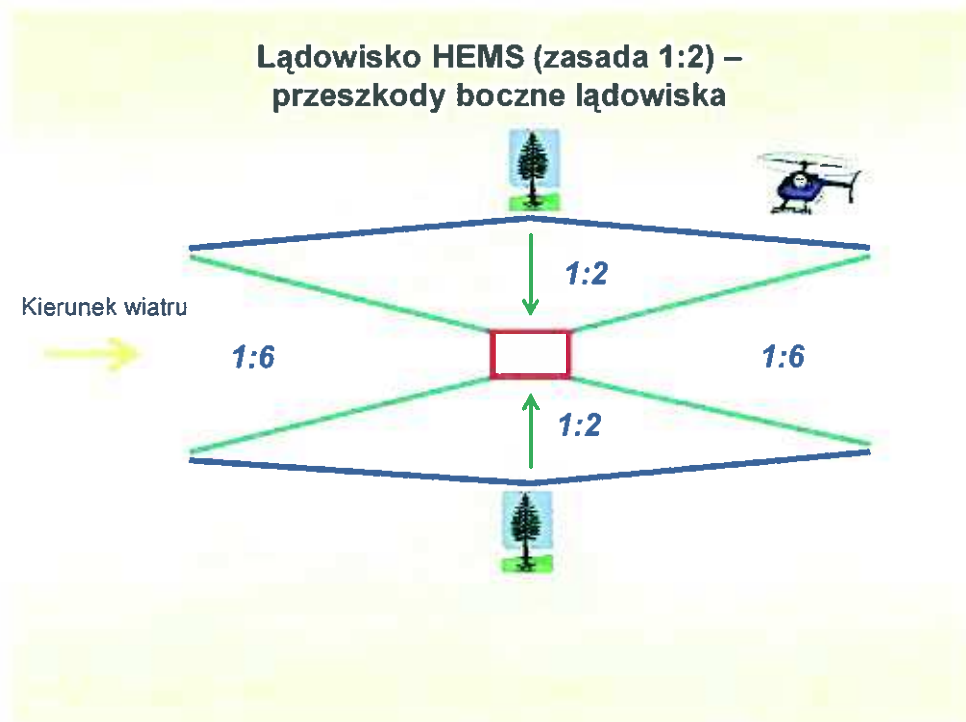 Lądowisko HEMS (zasada 1:2) –
przeszkody boczne lądowiska
1:2
Kierunek wiatru
1:6
1:6
1:2